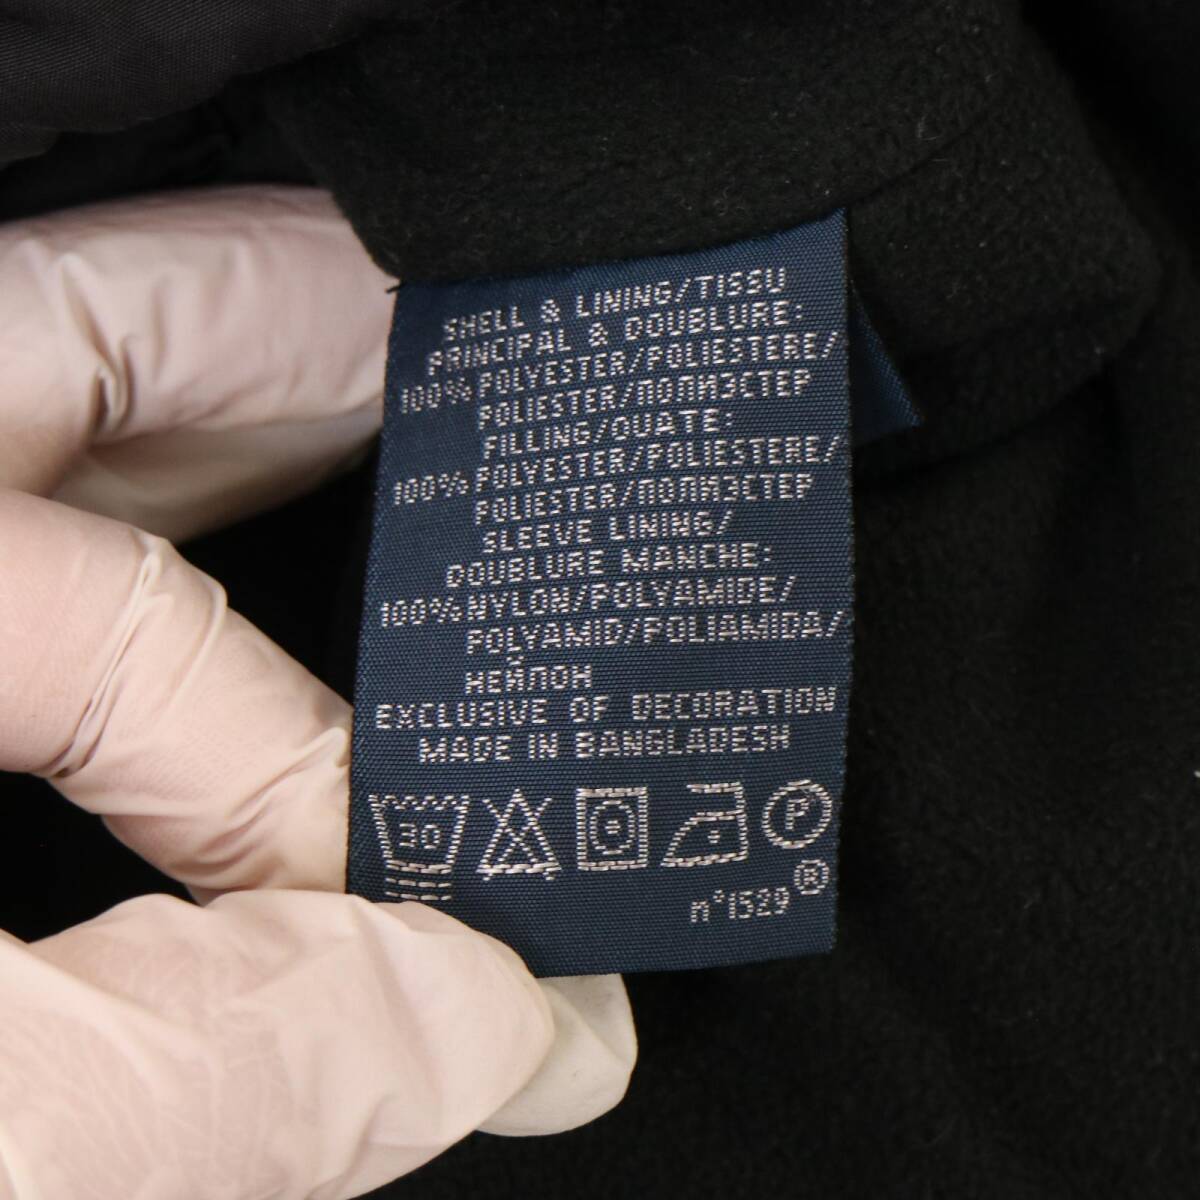 SHELL & LINING/TISSU
PRINCIPAL & DOUBLURE:
100% POLYESTER/POLIESTERE/
POLIESTER/ПОЛИЭСТЕР
FILLING/OUATE:
100% POLYESTER/POLIESTERE/
POLIESTER/ПОЛИЭСТЕР
SLEEVE LINING/
DOUBLURE MANCHE:
100% NYLON/POLYAMIDE/
POLYAMID/POLIAMIDA/
НЕЙЛОН
EXCLUSIVE OF DECORATION
MADE IN BANGLADESH
30 P
n°1529 ®